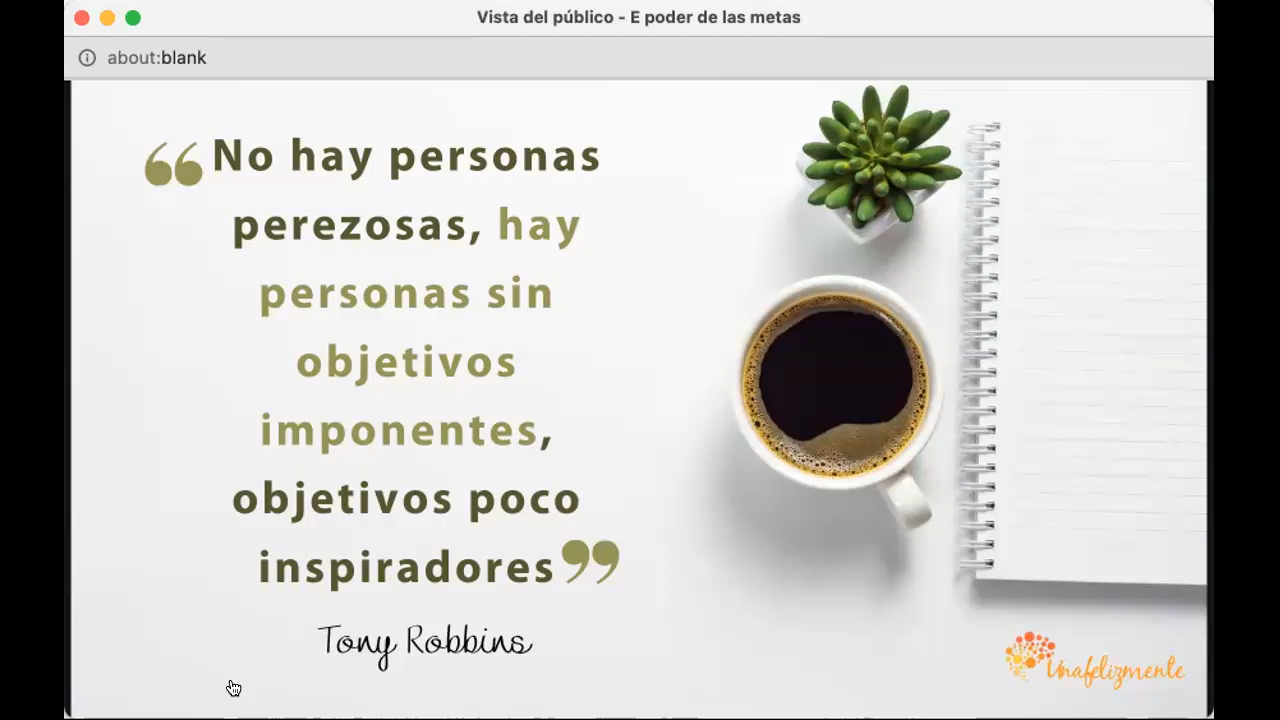 Vista del público - E poder de las metas
about:blank
“No hay personas
perezosas, hay
personas sin
objetivos
imponentes,
objetivos poco
inspiradores”
Tony Robbins
Unafelizmente